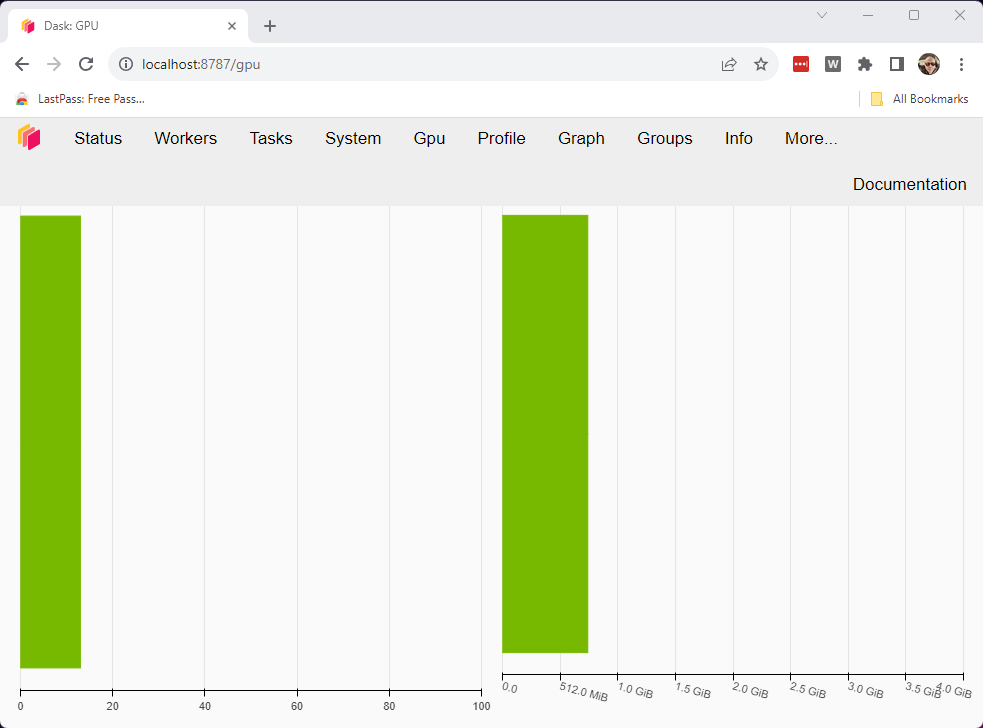 Dask: GPU
localhost:8787/gpu
W
LastPass: Free Pass...
All Bookmarks
Status Workers Tasks System Gpu Profile Graph Groups Info More...
Documentation
0.0 512.0 MiB 1.0 GiB 1.5 GiB 2.0 GiB 2.5 GiB 3.0 GiB 3.5 GiB 4.0 GiB
0 20 40 60 80 100